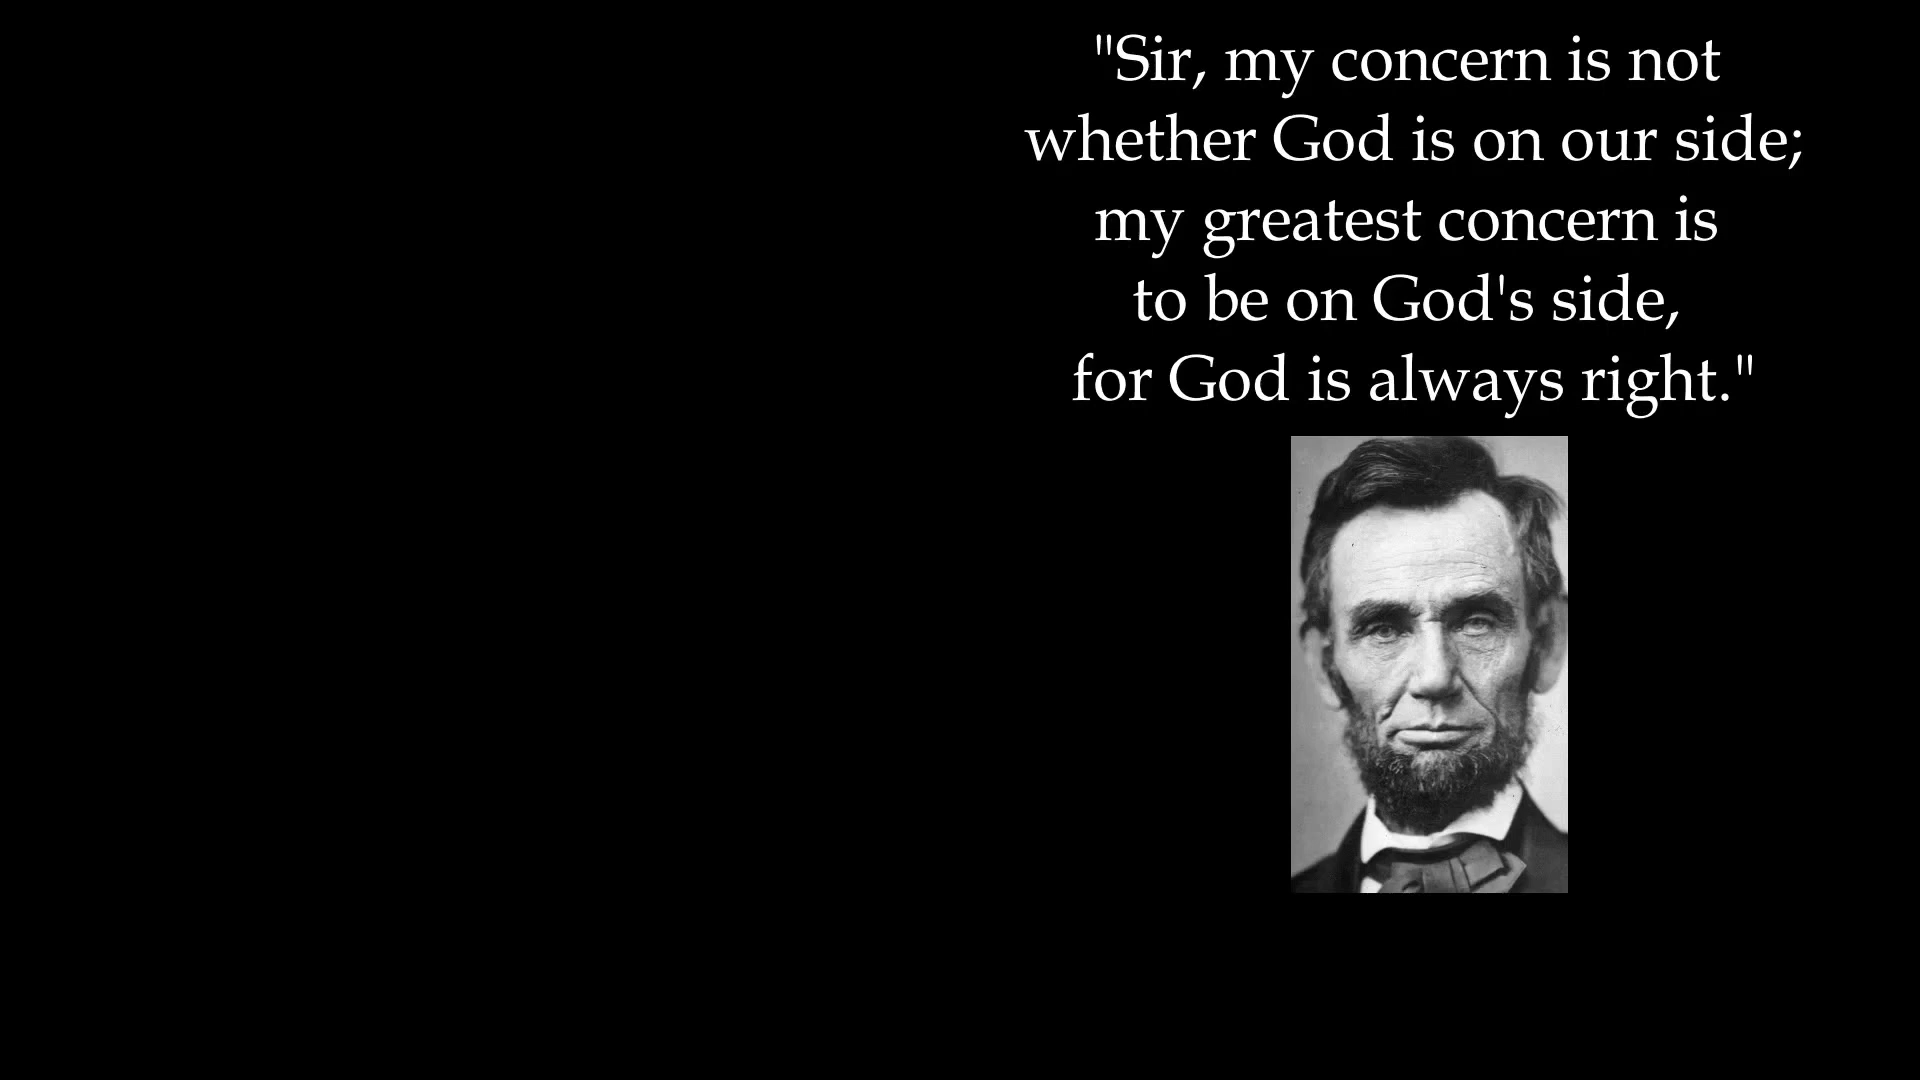 "Sir, my concern is not
whether God is on our side;
my greatest concern is
to be on God's side,
for God is always right."